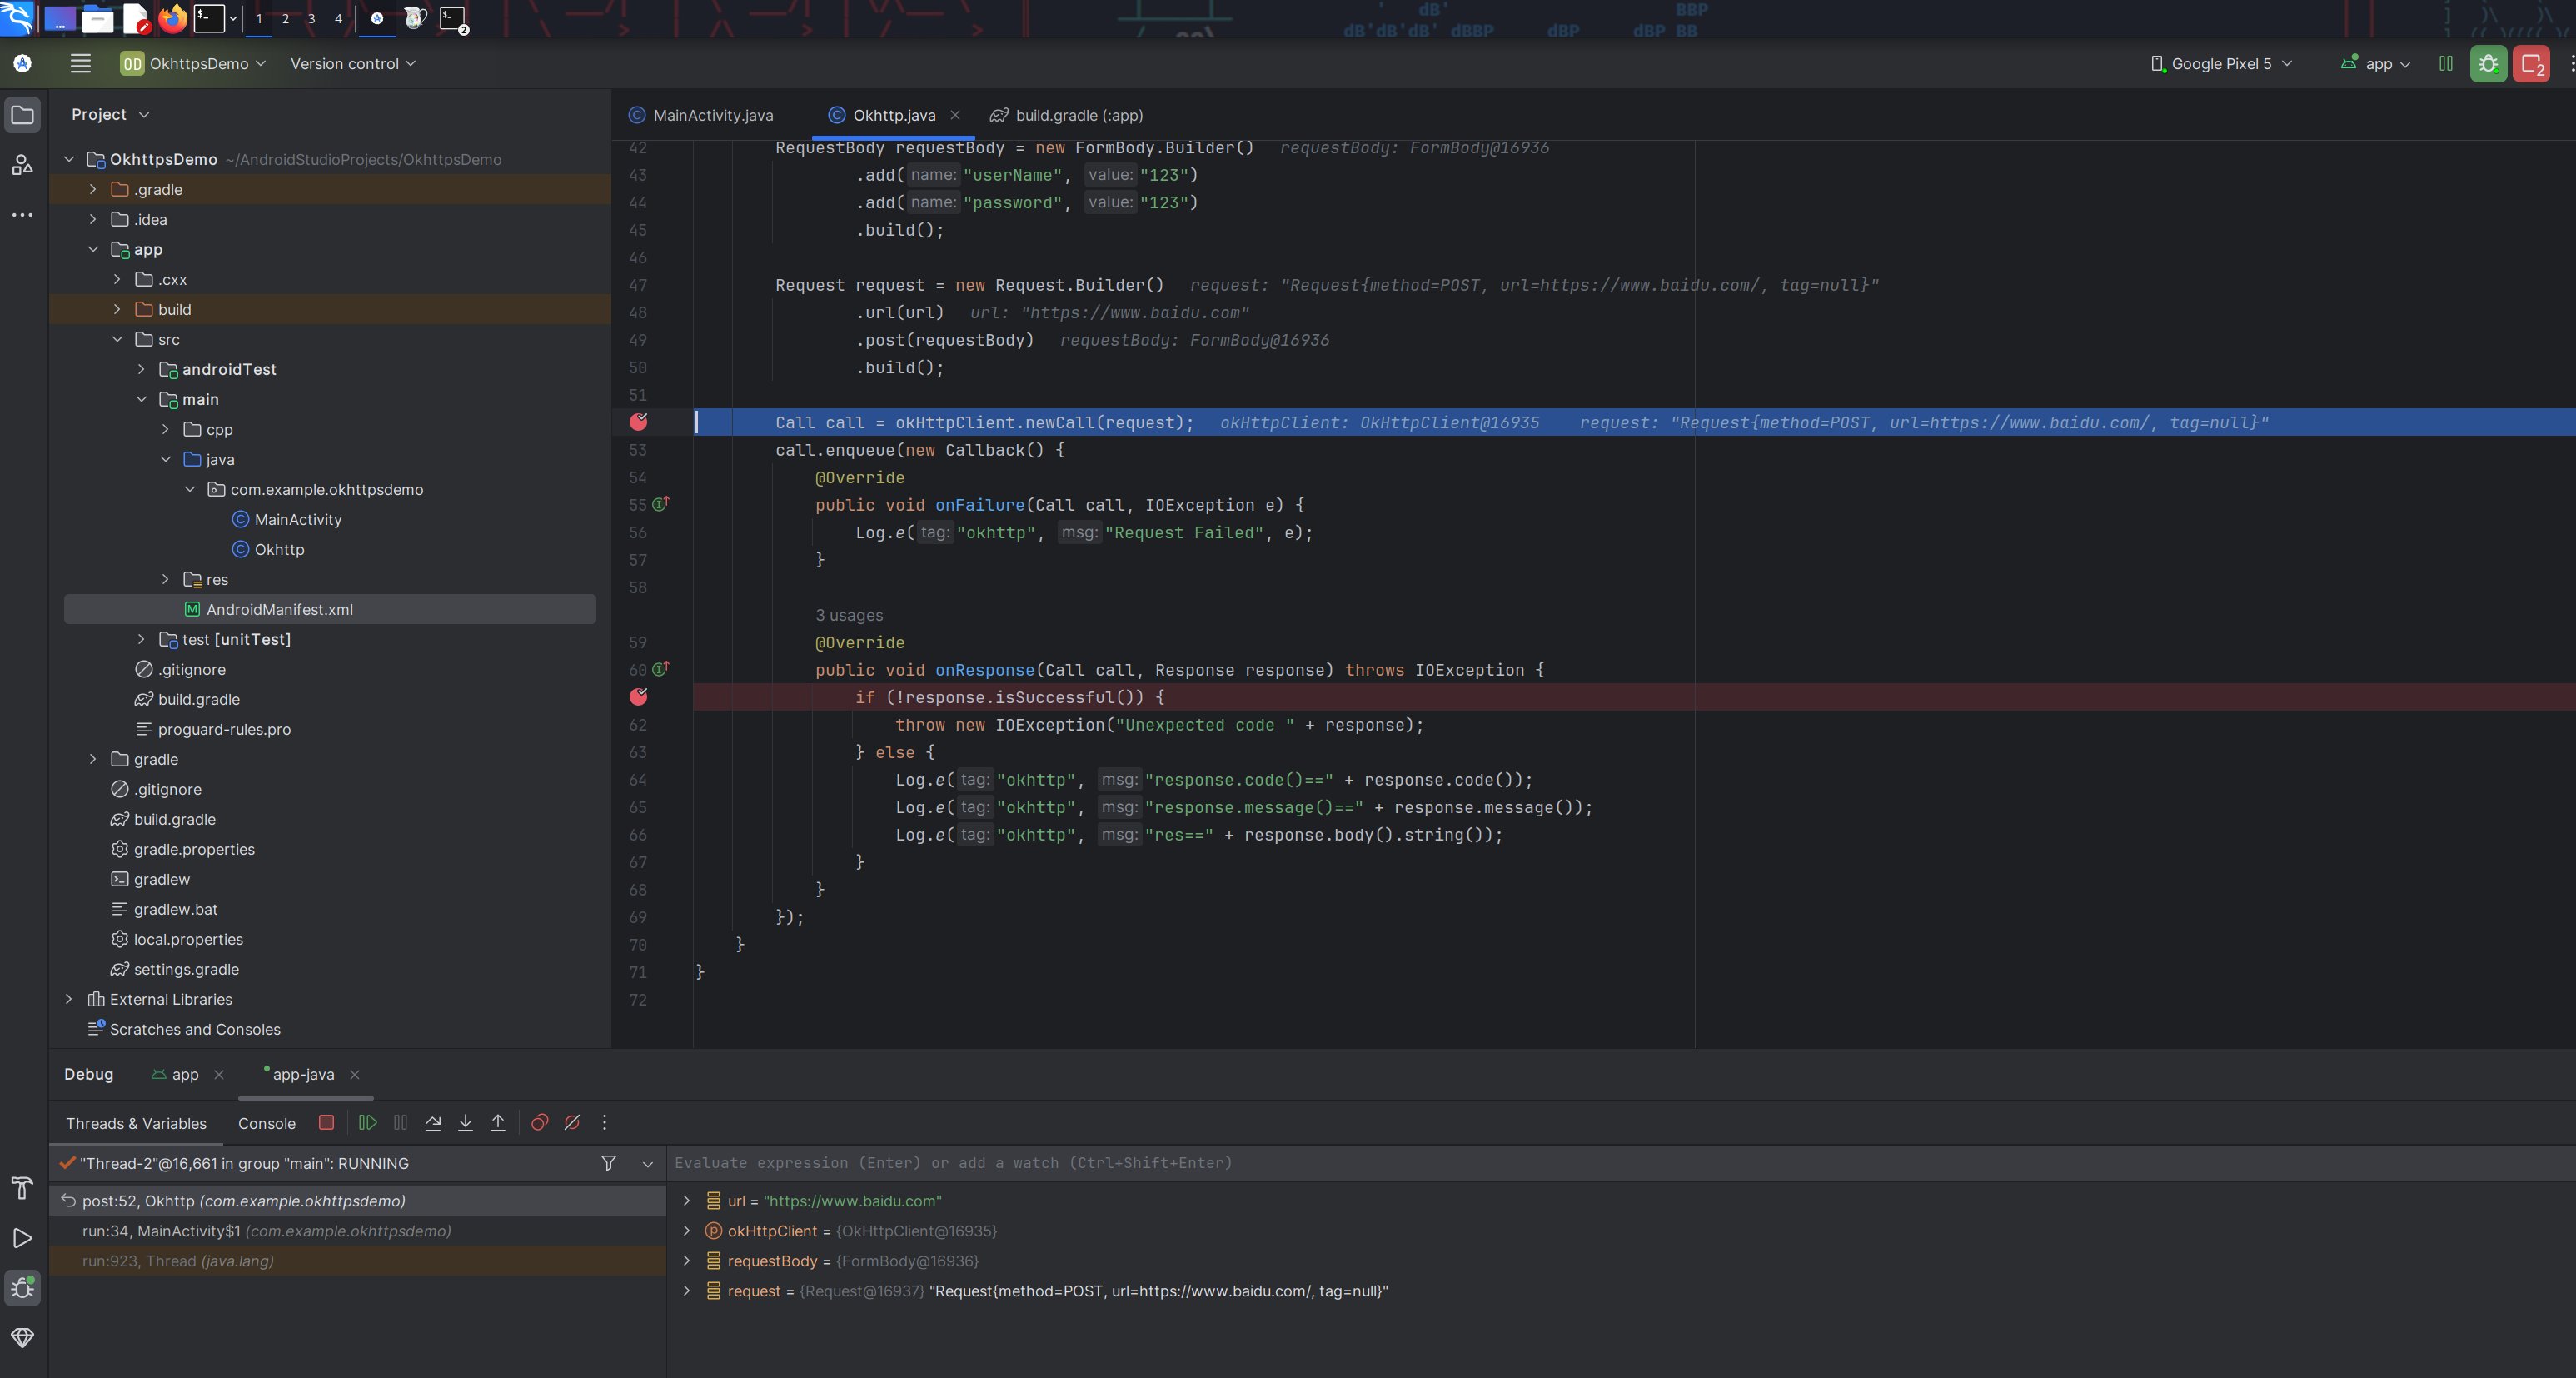 1 2 3 4 2
dB' BBP
dB'dB'dB' dBBP dBP dBP BB
OD OkhttpsDemo Version control Google Pixel 5 app 2
Project
MainActivity.java Okhttp.java build.gradle (:app)
OkhttpsDemo ~/AndroidStudioProjects/OkhttpsDemo
.gradle
.idea
app
.cxx
build
src
androidTest
main
cpp
java
com.example.okhttpsdemo
MainActivity
Okhttp
res
AndroidManifest.xml
test [unitTest]
.gitignore
build.gradle
proguard-rules.pro
gradle
.gitignore
build.gradle
gradle.properties
gradlew
gradlew.bat
local.properties
settings.gradle
External Libraries
Scratches and Consoles
42 RequestBody requestBody = new FormBody.Builder() requestBody: FormBody@16936
43 .add( name: "userName", value: "123")
44 .add( name: "password", value: "123")
45 .build();
46
47 Request request = new Request.Builder() request: "Request{method=POST, url=https://www.baidu.com/, tag=null}"
48 .url(url) url: "https://www.baidu.com"
49 .post(requestBody) requestBody: FormBody@16936
50 .build();
51
Call call = okHttpClient.newCall(request); okHttpClient: OkHttpClient@16935 request: "Request{method=POST, url=https://www.baidu.com/, tag=null}"
53 call.enqueue(new Callback() {
54 @Override
55 public void onFailure(Call call, IOException e) {
56 Log.e( tag: "okhttp", msg: "Request Failed", e);
57 }
58
3 usages
59 @Override
60 public void onResponse(Call call, Response response) throws IOException {
if (!response.isSuccessful()) {
62 throw new IOException("Unexpected code " + response);
63 } else {
64 Log.e( tag: "okhttp", msg: "response.code()==" + response.code());
65 Log.e( tag: "okhttp", msg: "response.message()==" + response.message());
66 Log.e( tag: "okhttp", msg: "res==" + response.body().string());
67 }
68 }
69 });
70 }
71 }
72
Debug app app-java
Threads & Variables Console
"Thread-2"@16,661 in group "main": RUNNING
post:52, Okhttp (com.example.okhttpsdemo)
run:34, MainActivity$1 (com.example.okhttpsdemo)
run:923, Thread (java.lang)
Evaluate expression (Enter) or add a watch (Ctrl+Shift+Enter)
url = "https://www.baidu.com"
okHttpClient = {OkHttpClient@16935}
requestBody = {FormBody@16936}
request = {Request@16937} "Request{method=POST, url=https://www.baidu.com/, tag=null}"